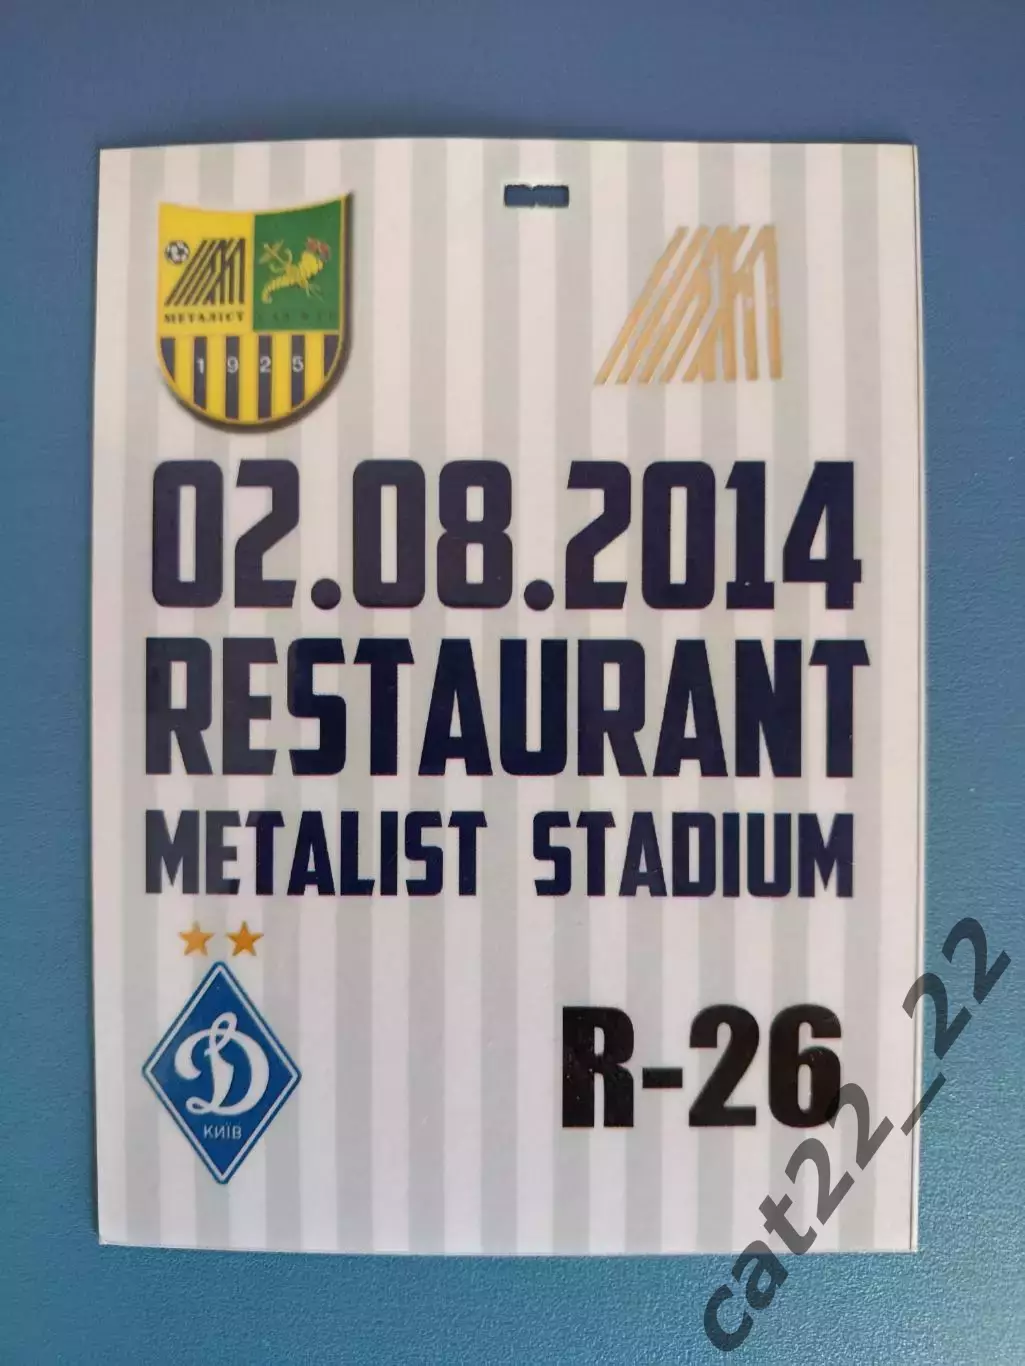 МЕТАЛІСТ
1925
02.08.2014
RESTAURANT
METALIST STADIUM
КИЇВ
R-26
cat22_22